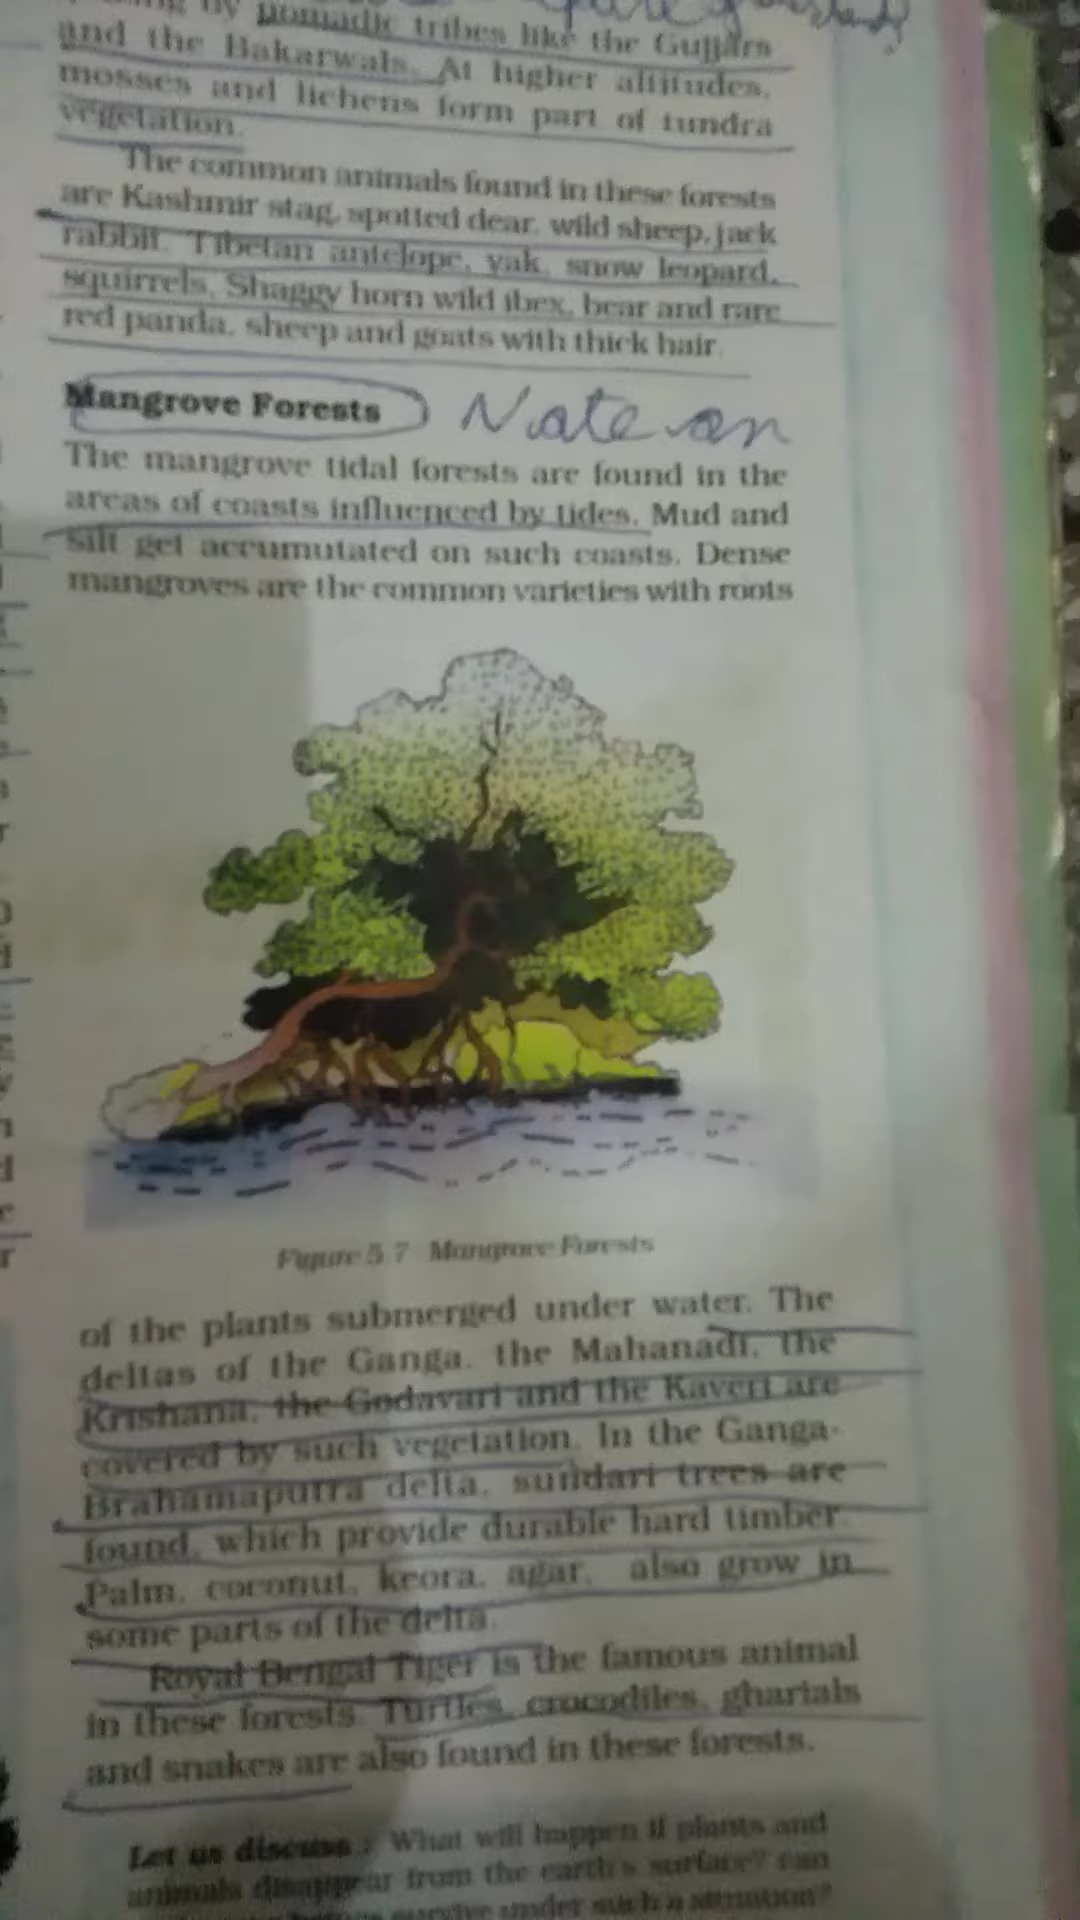 by nomadic tribes like the Gujjars
and the Bakarwals. At higher altitudes,
mosses and lichens form part of tundra
vegetation.
The common animals found in these forests
are Kashmir stag, spotted dear, wild sheep, jack
rabbit, Tibetan antelope, yak, snow leopard,
squirrels, Shaggy horn wild ibex, bear and rare
red panda, sheep and goats with thick hair.
Mangrove Forests Note on
The mangrove tidal forests are found in the
areas of coasts influenced by tides. Mud and
silt get accumutated on such coasts. Dense
mangroves are the common varieties with roots
Figure 5.7 Mangrove Forests
of the plants submerged under water. The
deltas of the Ganga, the Mahanadi, the
Krishana, the Godavari and the Kaveri are
covered by such vegetation. In the Ganga-
Brahamaputra delta, sundari trees are
found, which provide durable hard timber.
Palm, coconut, keora, agar, also grow in
some parts of the delta.
Royal Bengal Tiger is the famous animal
in these forests. Turtles, crocodiles, gharials
and snakes are also found in these forests.
Let us discuss : What will happen if plants and
animals disappear from the earth's surface? can
survive under such a situation?